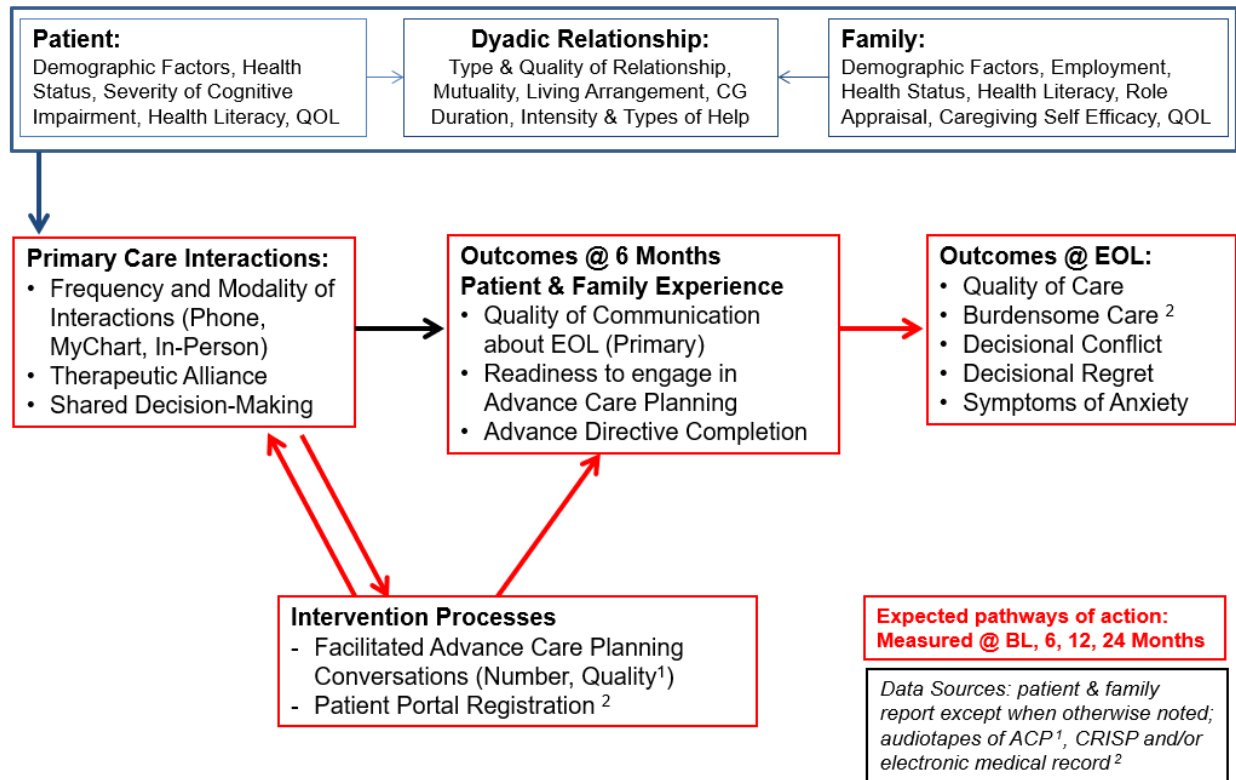 Patient:
Demographic Factors, Health
Status, Severity of Cognitive
Impairment, Health Literacy, QOL
Dyadic Relationship:
Type & Quality of Relationship,
Mutuality, Living Arrangement, CG
Duration, Intensity & Types of Help
Family:
Demographic Factors, Employment,
Health Status, Health Literacy, Role
Appraisal, Caregiving Self Efficacy, QOL
Primary Care Interactions:
• Frequency and Modality of
Interactions (Phone,
MyChart, In-Person)
• Therapeutic Alliance
• Shared Decision-Making
Outcomes @ 6 Months
Patient & Family Experience
• Quality of Communication
about EOL (Primary)
• Readiness to engage in
Advance Care Planning
• Advance Directive Completion
Outcomes @ EOL:
• Quality of Care
• Burdensome Care ²
• Decisional Conflict
• Decisional Regret
• Symptoms of Anxiety
Intervention Processes
- Facilitated Advance Care Planning
Conversations (Number, Quality¹)
- Patient Portal Registration ²
Expected pathways of action:
Measured @ BL, 6, 12, 24 Months
Data Sources: patient & family
report except when otherwise noted;
audiotapes of ACP¹, CRISP and/or
electronic medical record ²